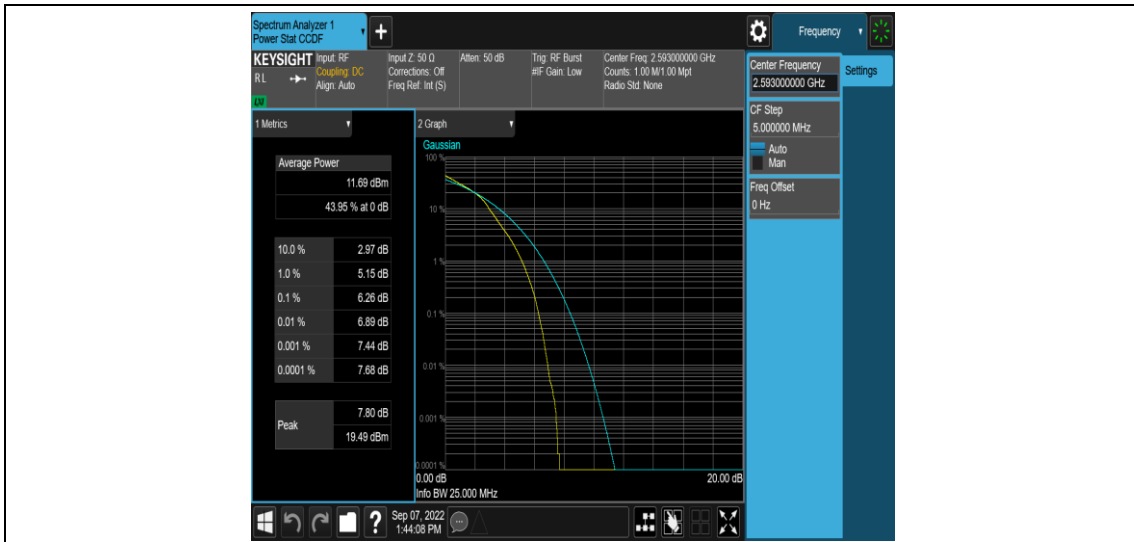 Spectrum Analyzer 1
Power Stat CCDF
Frequency
KEYSIGHT
RL
LM
Input: RF
Coupling: DC
Align: Auto
Input Z: 50 Ω
Corrections: Off
Freq Ref: Int (S)
Atten: 50 dB
Trig: RF Burst
#IF Gain: Low
Center Freq: 2.593000000 GHz
Counts: 1.00 M/1.00 Mpt
Radio Std: None
Center Frequency
2.593000000 GHz
Settings
CF Step
5.000000 MHz
Auto
Man
Freq Offset
0 Hz
1 Metrics
Average Power
11.69 dBm
43.95 % at 0 dB
10.0 % 2.97 dB
1.0 % 5.15 dB
0.1 % 6.26 dB
0.01 % 6.89 dB
0.001 % 7.44 dB
0.0001 % 7.68 dB
Peak
7.80 dB
19.49 dBm
2 Graph
Gaussian
100 %
10 %
1 %
0.1 %
0.01 %
0.001 %
0.0001 %
0.00 dB 20.00 dB
Info BW 25.000 MHz
?
Sep 07, 2022
1:44:08 PM